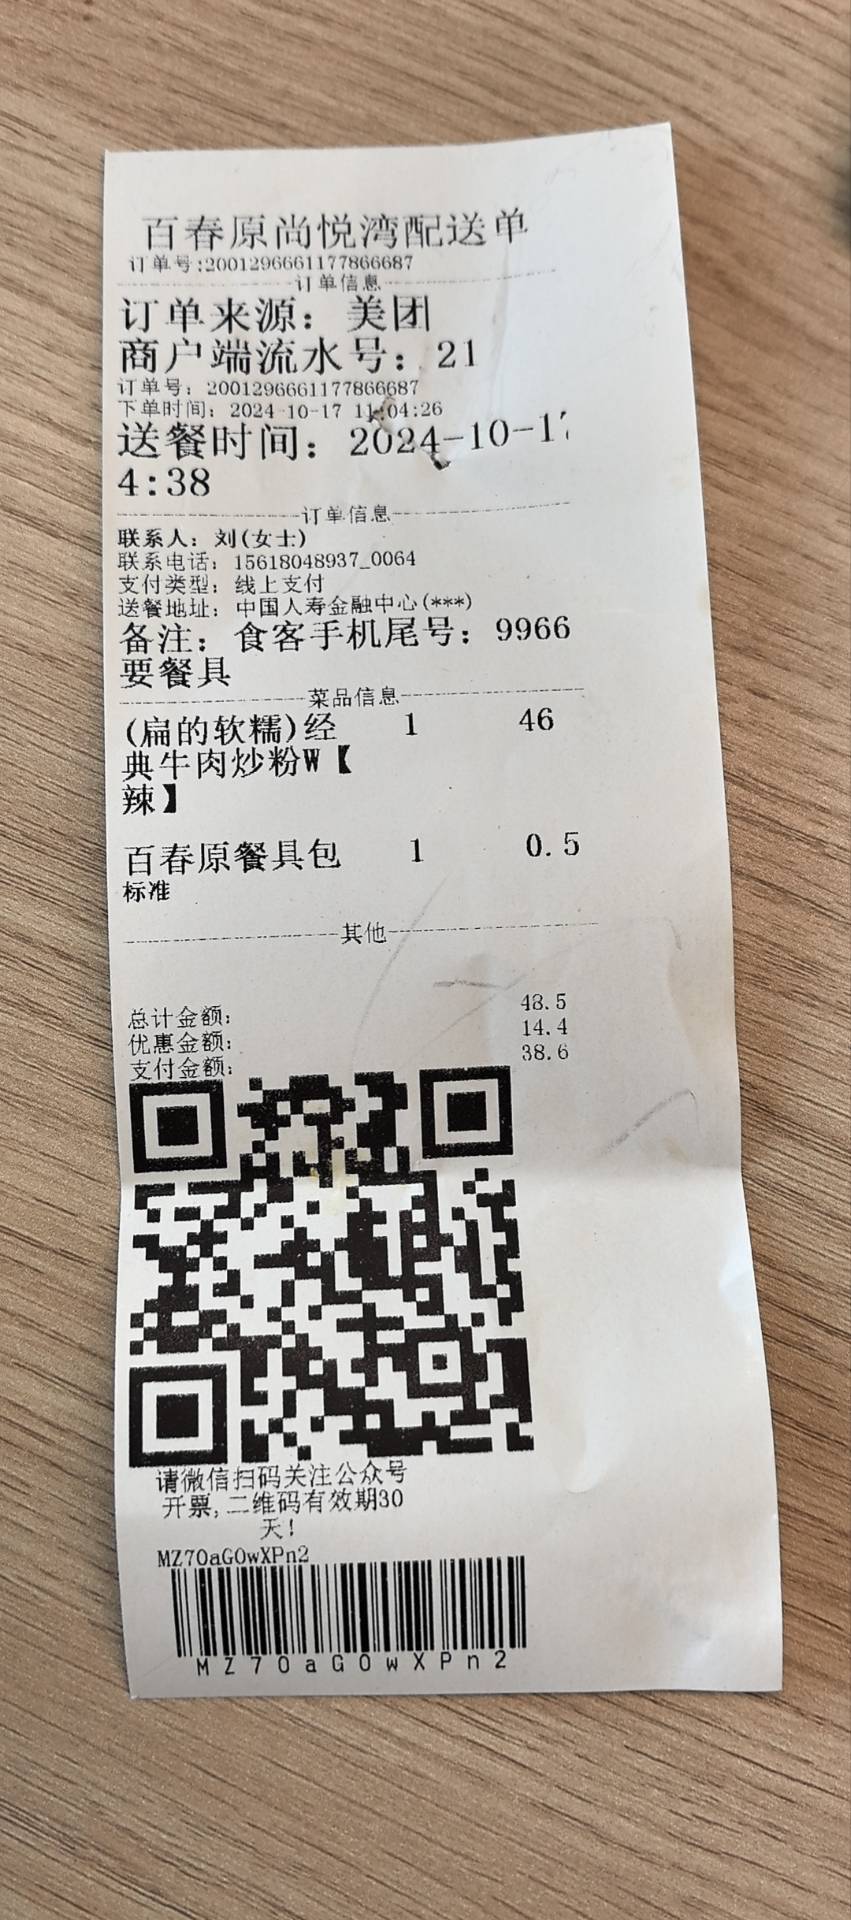 百春原尚悦湾配送单
订单号:2001296661177866687
订单信息
订单来源：美团
商户端流水号：21
订单号：2001296661177866687
下单时间：2024-10-17 11:04:26
送餐时间：2024-10-17
4:38
订单信息
联系人：刘(女士)
联系电话：15618048937_0064
支付类型：线上支付
送餐地址：中国人寿金融中心(***)
备注：食客手机尾号：9966
要餐具
菜品信息
(扁的软糯)经 1 46
典牛肉炒粉W【
辣】
百春原餐具包 1 0.5
标准
其他
总计金额： 48.5
优惠金额： 14.4
支付金额： 38.6
请微信扫码关注公众号
开票,二维码有效期30
天!
MZ70aG0wXPn2
MZ70aG0wXPn2